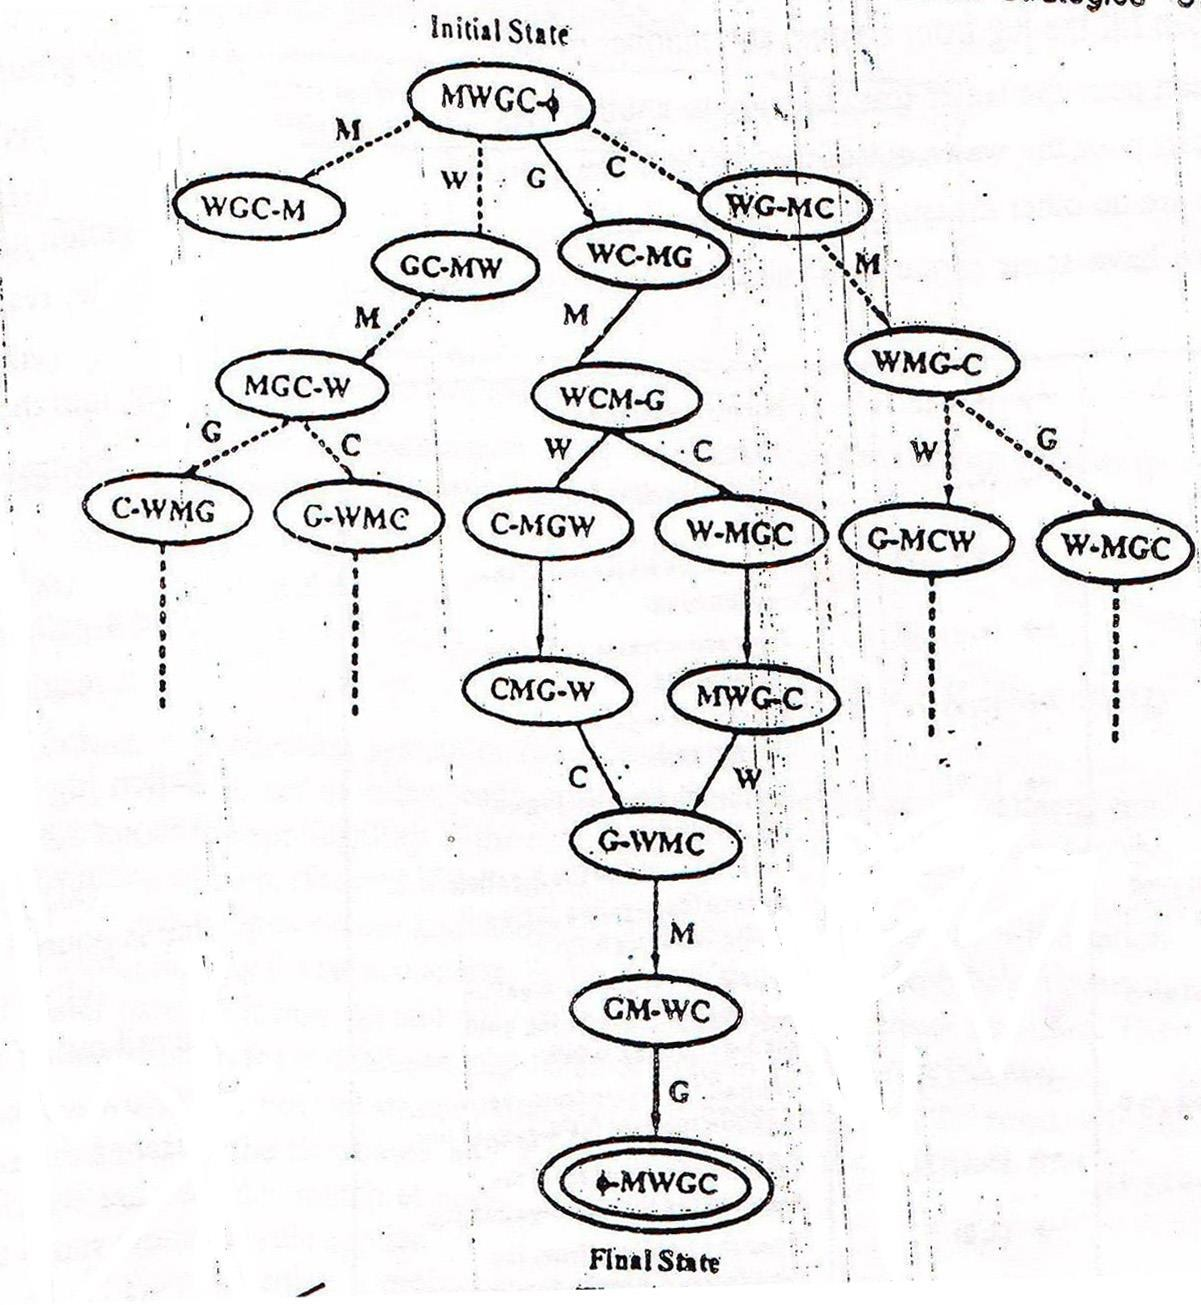 Initial State
MWGC-ϕ
M
W
G
C
WGC-M
WG-MC
GC-MW
WC-MG
M
M
M
MGC-W
WCM-G
WMG-C
G
C
W
C
W
G
C-WMG
G-WMC
C-MGW
W-MGC
G-MCW
W-MGC
CMG-W
MWG-C
C
W
G-WMC
M
GM-WC
G
ϕ-MWGC
Final State